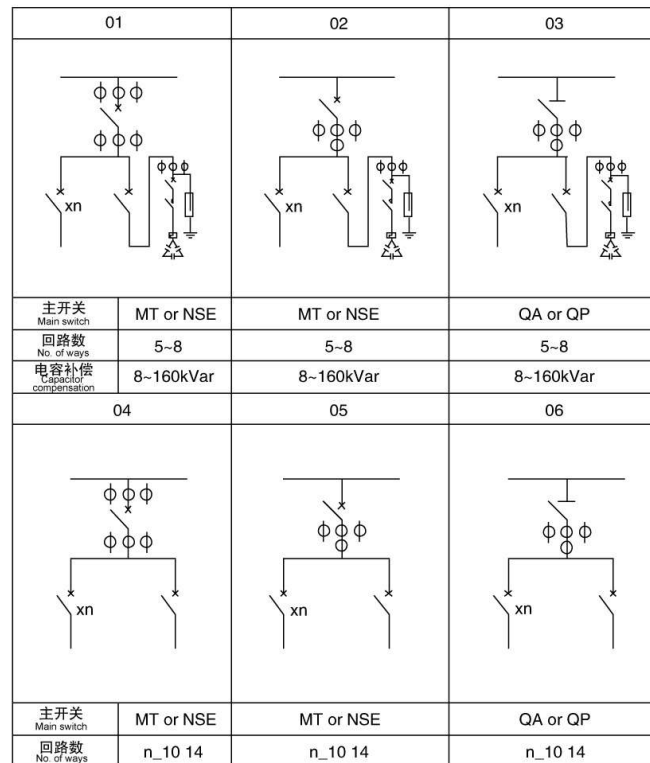 01 02 03
xn xn xn
主开关 MT or NSE MT or NSE QA or QP
Main switch
回路数 5~8 5~8 5~8
No. of ways
电容补偿 8~160kVar 8~160kVar 8~160kVar
Capacitor
compensation
04 05 06
xn xn xn
主开关 MT or NSE MT or NSE QA or QP
Main switch
回路数 n_10 14 n_10 14 n_10 14
No. of ways